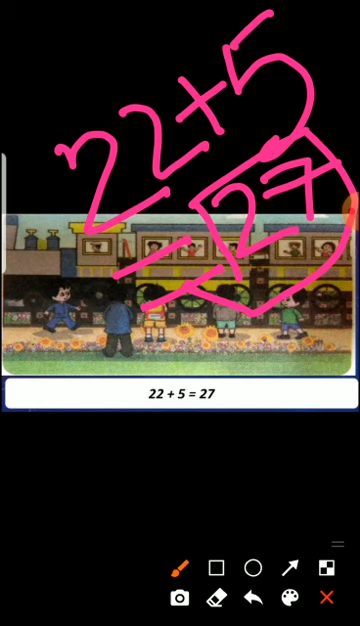 22+5
=27
22 + 5 = 27